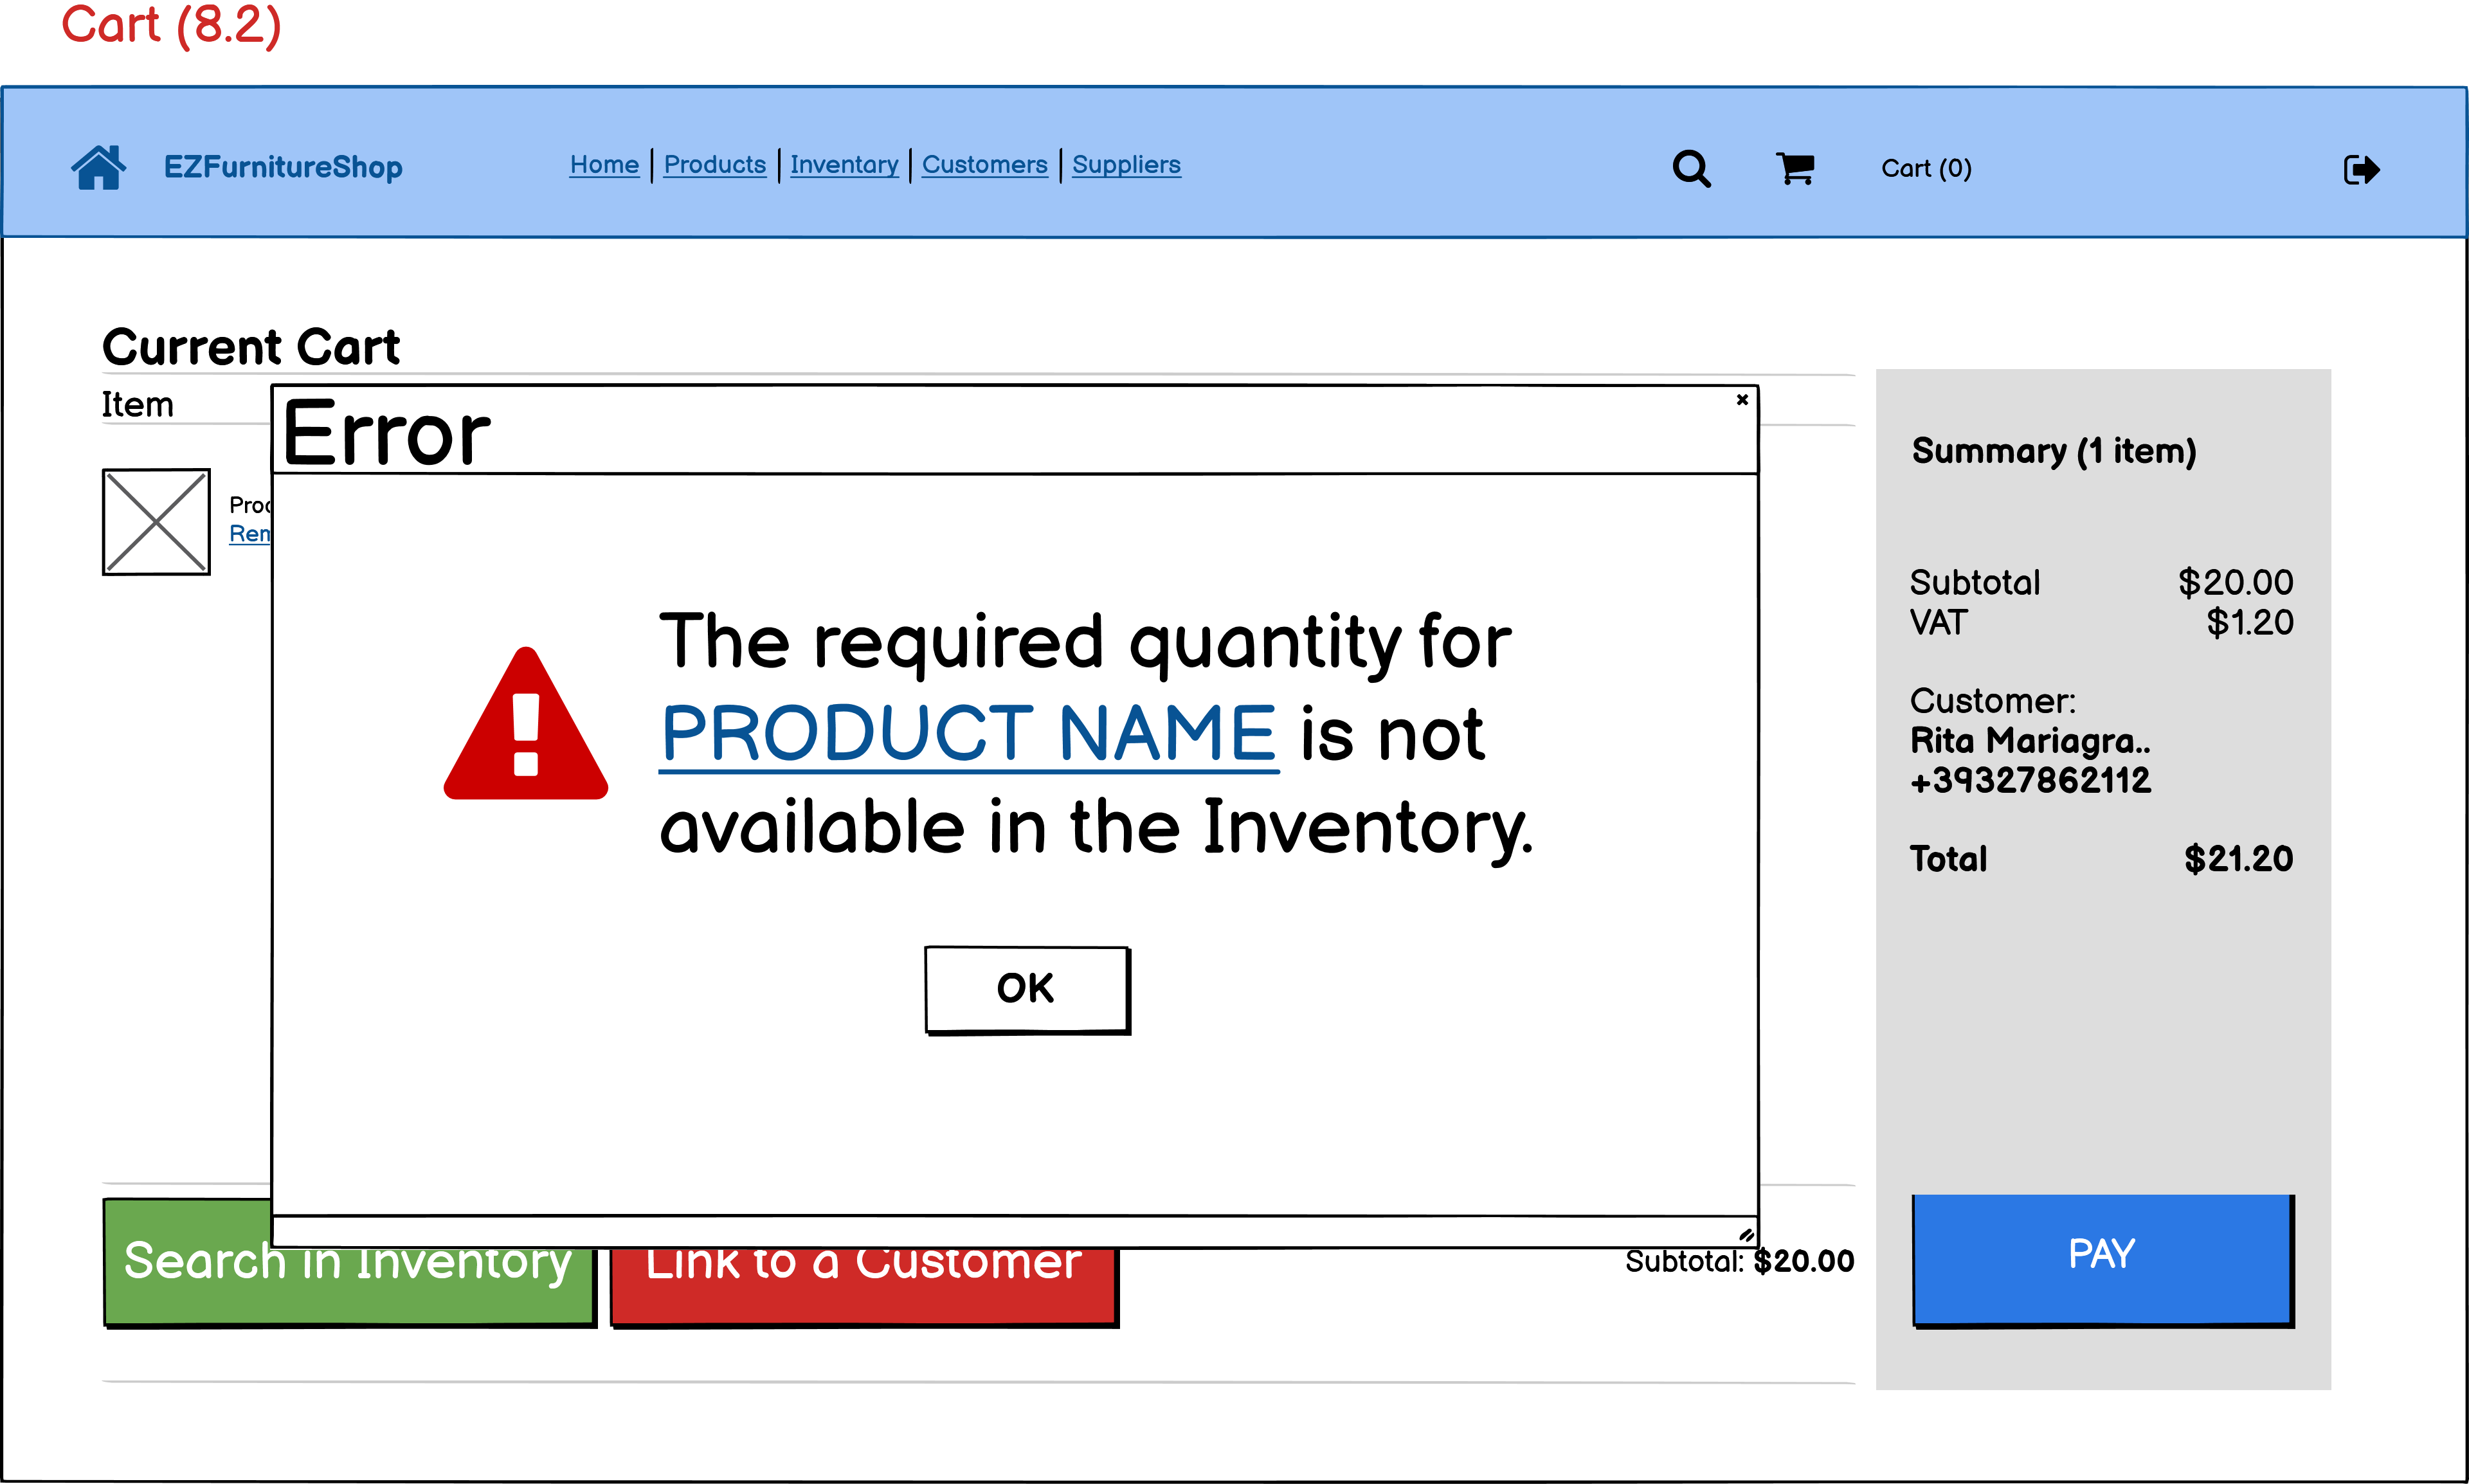 Cart (8.2)
EZFurnitureShop
Home | Products | Inventory | Customers | Suppliers
Cart (0)
Current Cart
Item
Error
Prod
Rem
The required quantity for
PRODUCT NAME is not
available in the Inventory.
OK
Search in Inventory
Link to a Customer
Subtotal: $20.00
Summary (1 item)
Subtotal $20.00
VAT $1.20
Customer:
Rita Mariagra..
+39327862112
Total $21.20
PAY